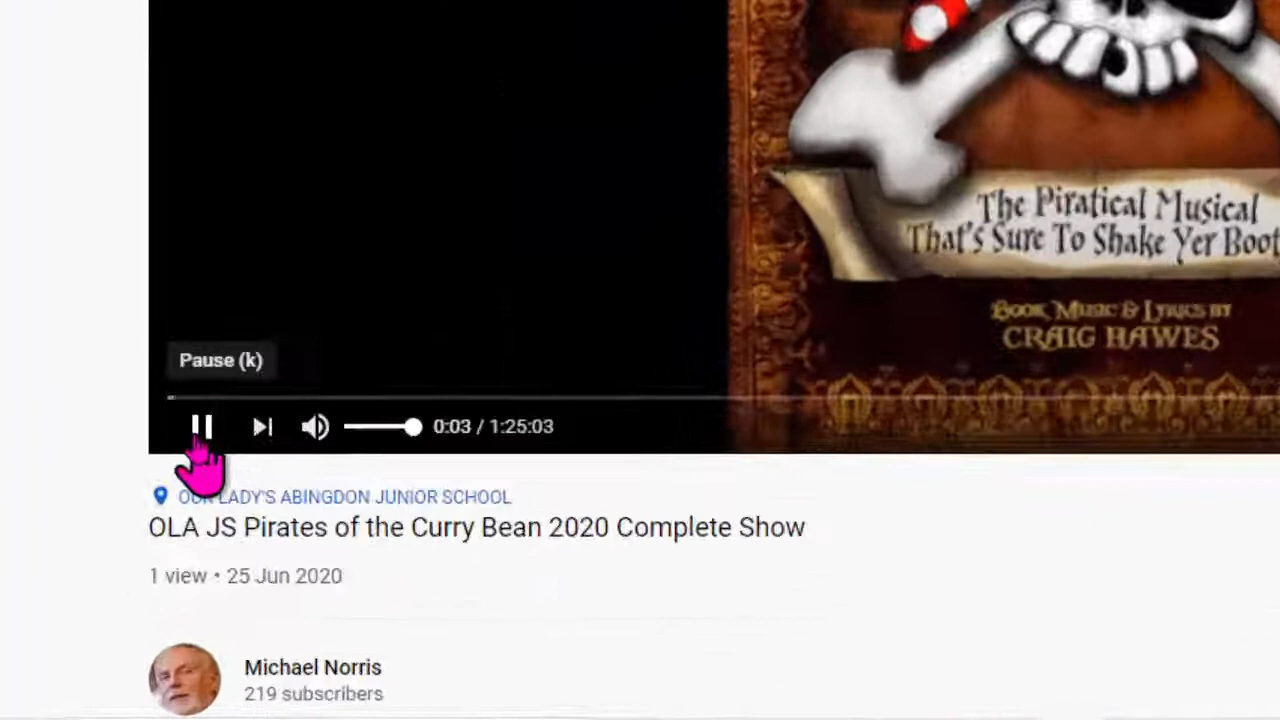 The Piratical Musical
That's Sure To Shake Yer Boot
BOOK, MUSIC & LYRICS BY
CRAIG HAWES
Pause (k)
0:03 / 1:25:03
OUR LADY'S ABINGDON JUNIOR SCHOOL
OLA JS Pirates of the Curry Bean 2020 Complete Show
1 view • 25 Jun 2020
Michael Norris
219 subscribers